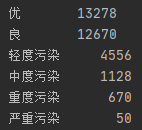 优 13278
良 12670
轻度污染 4556
中度污染 1128
重度污染 670
严重污染 50